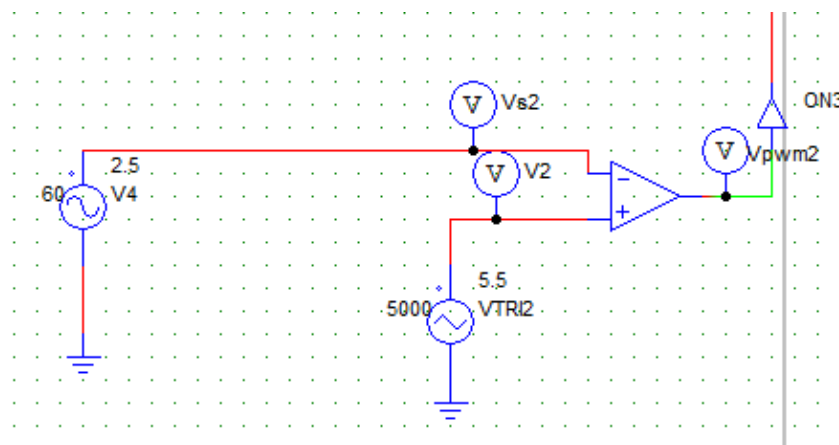 V Vs2
ON3
2.5
V V2
V Vpwm2
60 V4
−
+
5.5
5000 VTRI2